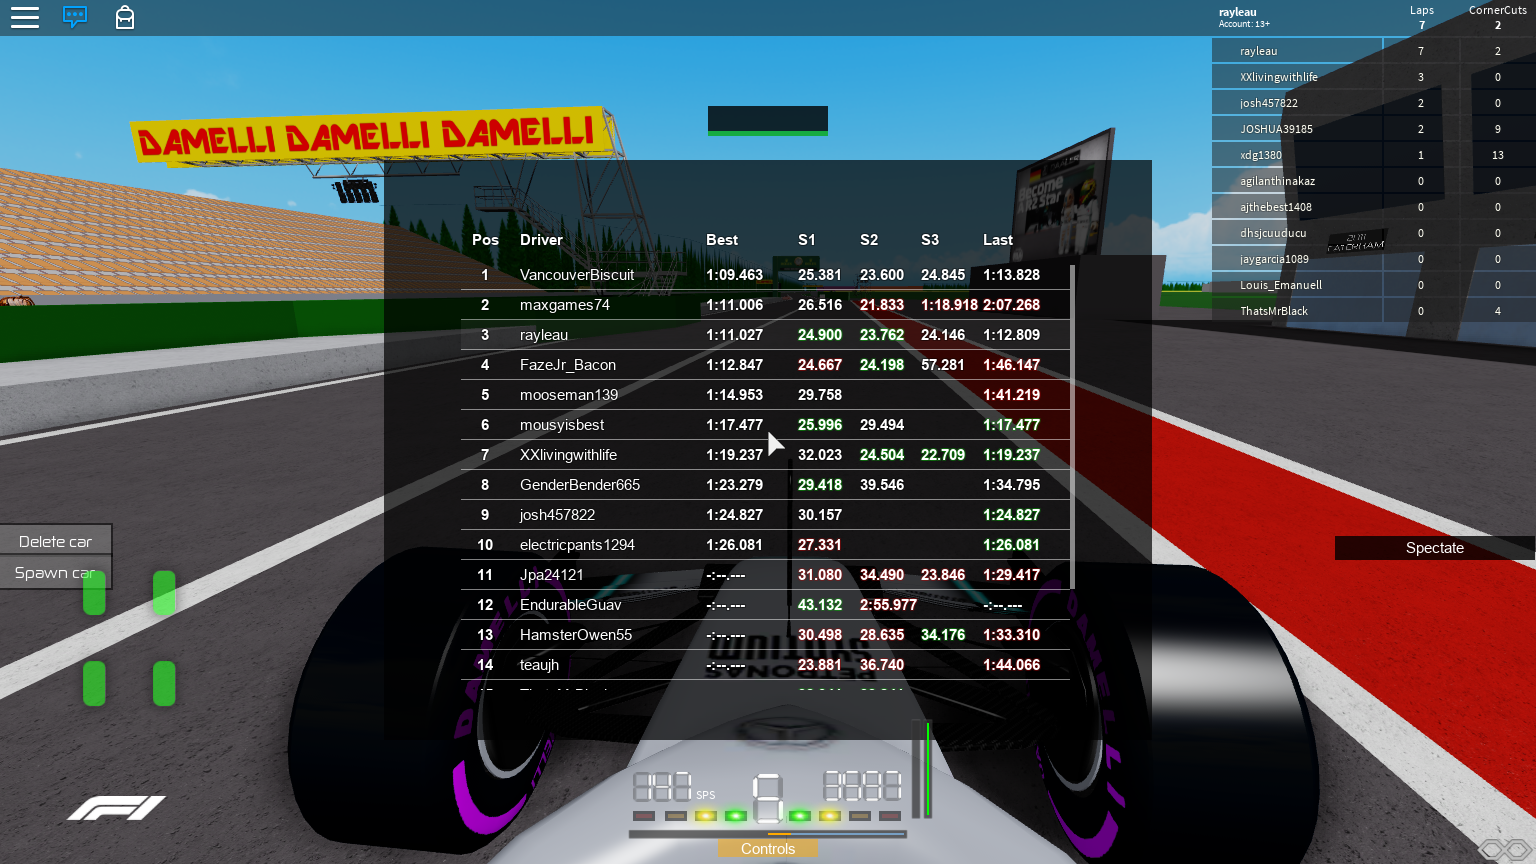 rayleau Laps CornerCuts
Account: 13+ 7 2
rayleau 7 2
XXlivingwithlife 3 0
josh457822 2 0
JOSHUA39185 2 9
xdg1380 1 13
agilanthinakaz 0 0
ajthebest1408 0 0
dhsjcuuducu 0 0
jaygarcia1089 0 0
Louis_Emanuell 0 0
ThatsMrBlack 0 4
DAMELLI DAMELLI DAMELLI
Become
Star
CATERHAM
Pos Driver Best S1 S2 S3 Last
1 VancouverBiscuit 1:09.463 25.381 23.600 24.845 1:13.828
2 maxgames74 1:11.006 26.516 21.833 1:18.918 2:07.268
3 rayleau 1:11.027 24.900 23.762 24.146 1:12.809
4 FazeJr_Bacon 1:12.847 24.667 24.198 57.281 1:46.147
5 mooseman139 1:14.953 29.758 1:41.219
6 mousyisbest 1:17.477 25.996 29.494 1:17.477
7 XXlivingwithlife 1:19.237 32.023 24.504 22.709 1:19.237
8 GenderBender665 1:23.279 29.418 39.546 1:34.795
9 josh457822 1:24.827 30.157 1:24.827
10 electricpants1294 1:26.081 27.331 1:26.081
11 Jpa24121 -:--.--- 31.080 34.490 23.846 1:29.417
12 EndurableGuav -:--.--- 43.132 2:55.977 -:--.---
13 HamsterOwen55 -:--.--- 30.498 28.635 34.176 1:33.310
14 teaujh -:--.--- 23.881 36.740 1:44.066
Delete car
Spawn car
Spectate
PETRONAS
SPS
F1
Controls